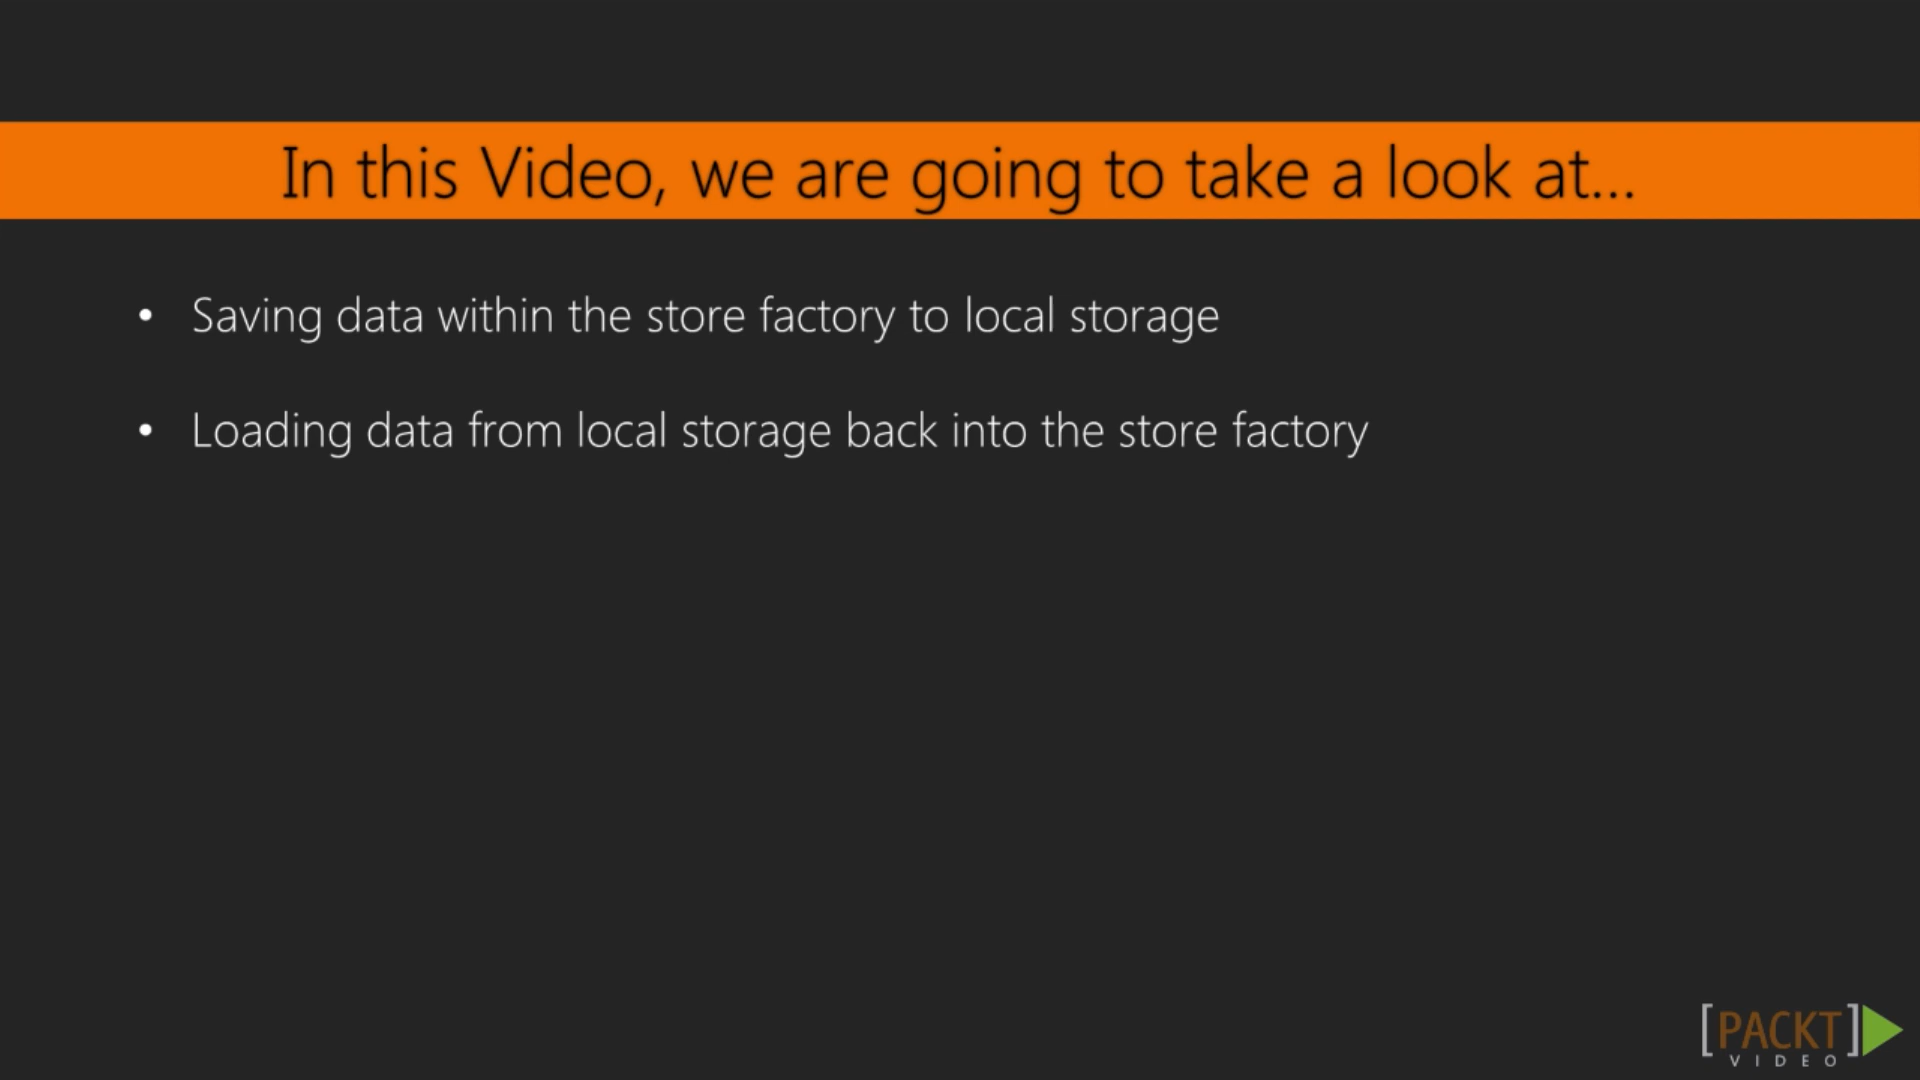 In this Video, we are going to take a look at...
• Saving data within the store factory to local storage
• Loading data from local storage back into the store factory
[PACKT]
VIDEO